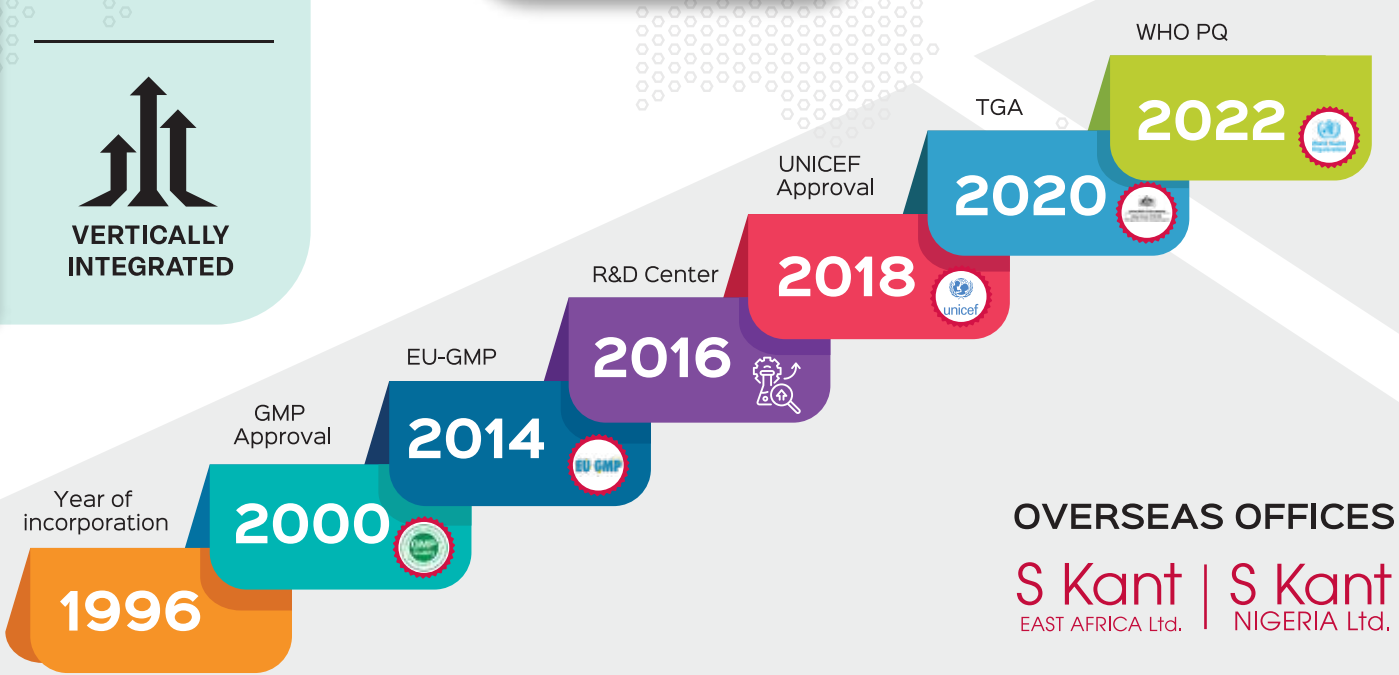 WHO PQ
2022
TGA
2020
UNICEF
Approval
2018
unicef
R&D Center
2016
EU-GMP
2014
EU GMP
GMP
Approval
2000
GMP
Year of
incorporation
1996
VERTICALLY
INTEGRATED
OVERSEAS OFFICES
S Kant
EAST AFRICA Ltd.
S Kant
NIGERIA Ltd.